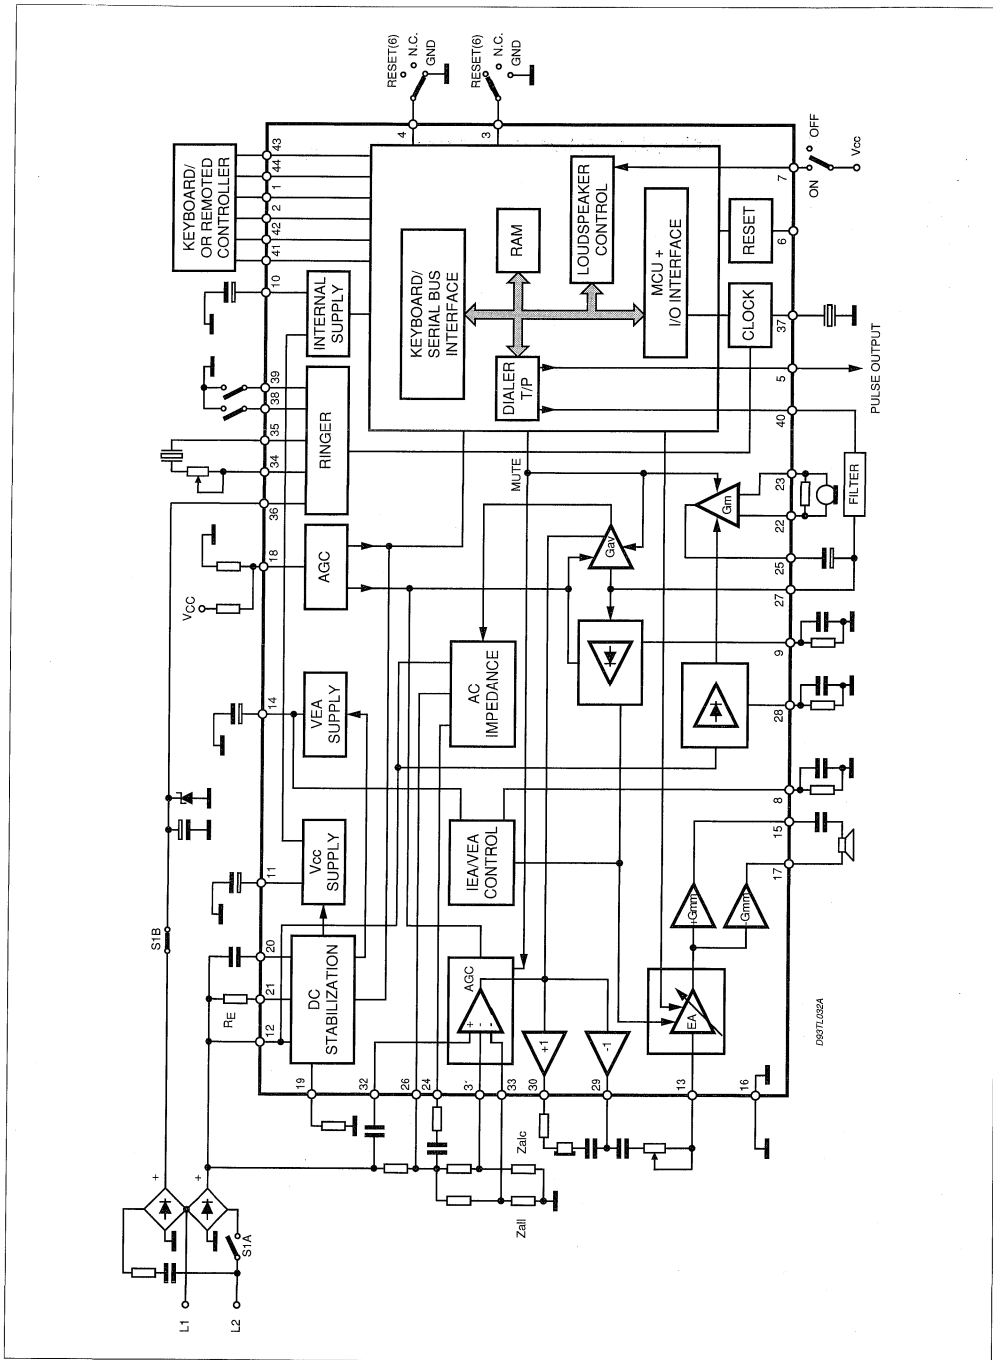 L1
L2
S1A
+
+
S1B
RE
VCC
12
21
20
11
14
18
36
34
35
38
39
10
41
42
2
1
44
43
KEYBOARD/
OR REMOTED
CONTROLLER
DC
STABILIZATION
Vcc
SUPPLY
VEA
SUPPLY
AGC
RINGER
INTERNAL
SUPPLY
KEYBOARD/
SERIAL BUS
INTERFACE
RAM
DIALER
T/P
LOUDSPEAKER
CONTROL
MCU +
I/O INTERFACE
CLOCK
RESET
4
3
RESET(6)
N.C.
GND
RESET(6)
N.C.
GND
MUTE
AC
IMPEDANCE
IEA/VEA
CONTROL
AGC
+
-
-
+1
-1
EA
+Gmm
-Gmm
Gav
Gm
19
32
26
24
31
33
30
29
13
16
Zall
Zalc
17
15
8
28
9
27
25
22
23
40
5
37
6
7
FILTER
PULSE OUTPUT
ON
OFF
Vcc
D93TL032A